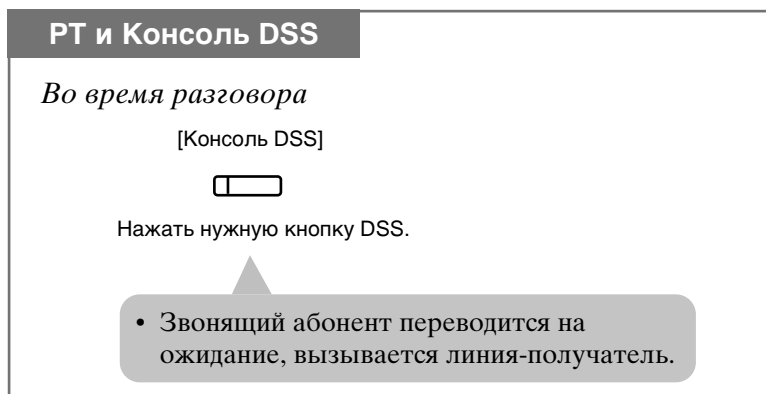 РТ и Консоль DSS
Во время разговора
[Консоль DSS]
Нажать нужную кнопку DSS.
• Звонящий абонент переводится на
ожидание, вызывается линия-получатель.